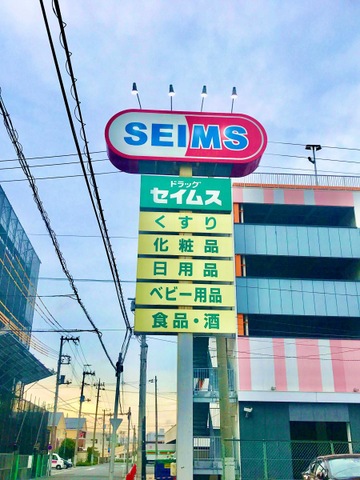 SEIMS
ドラッグ
セイムス
くすり
化粧品
日用品
ベビー用品
食品・酒